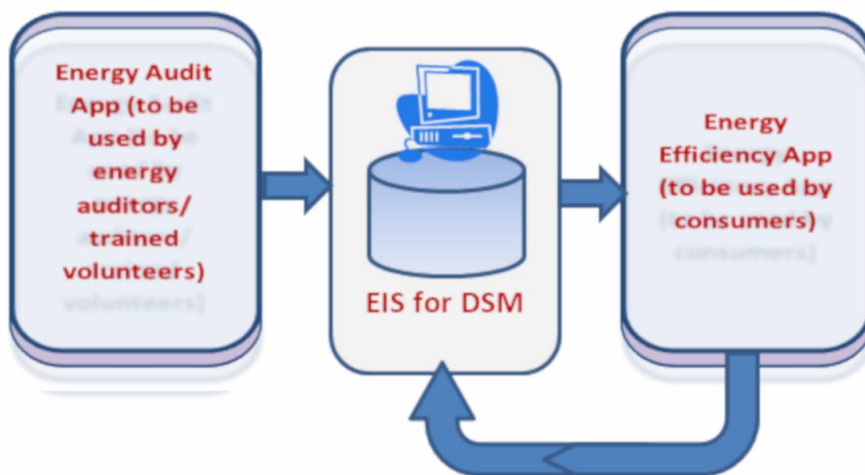 Energy Audit
App (to be
used by
energy
auditors/
trained
volunteers)
EIS for DSM
Energy
Efficiency App
(to be used by
consumers)